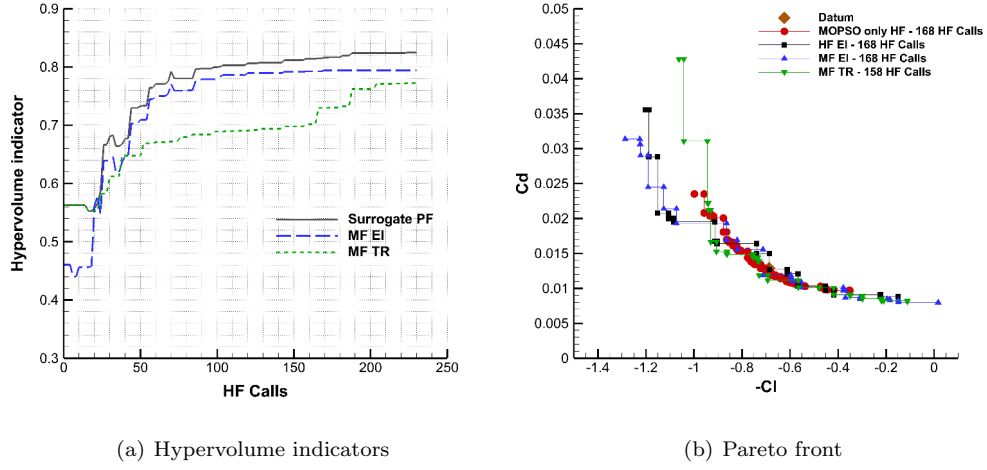 0.9
0.8
0.7
0.6
0.5
0.4
0.3
Hypervolume indicator
0 50 100 150 200 250
HF Calls
Surrogate PF
MF EI
MF TR
(a) Hypervolume indicators
0.05
0.045
0.04
0.035
0.03
0.025
0.02
0.015
0.01
0.005
0
Cd
-1.4 -1.2 -1 -0.8 -0.6 -0.4 -0.2 0
-Cl
Datum
MOPSO only HF - 168 HF Calls
HF EI - 168 HF Calls
MF EI - 168 HF Calls
MF TR - 158 HF Calls
(b) Pareto front